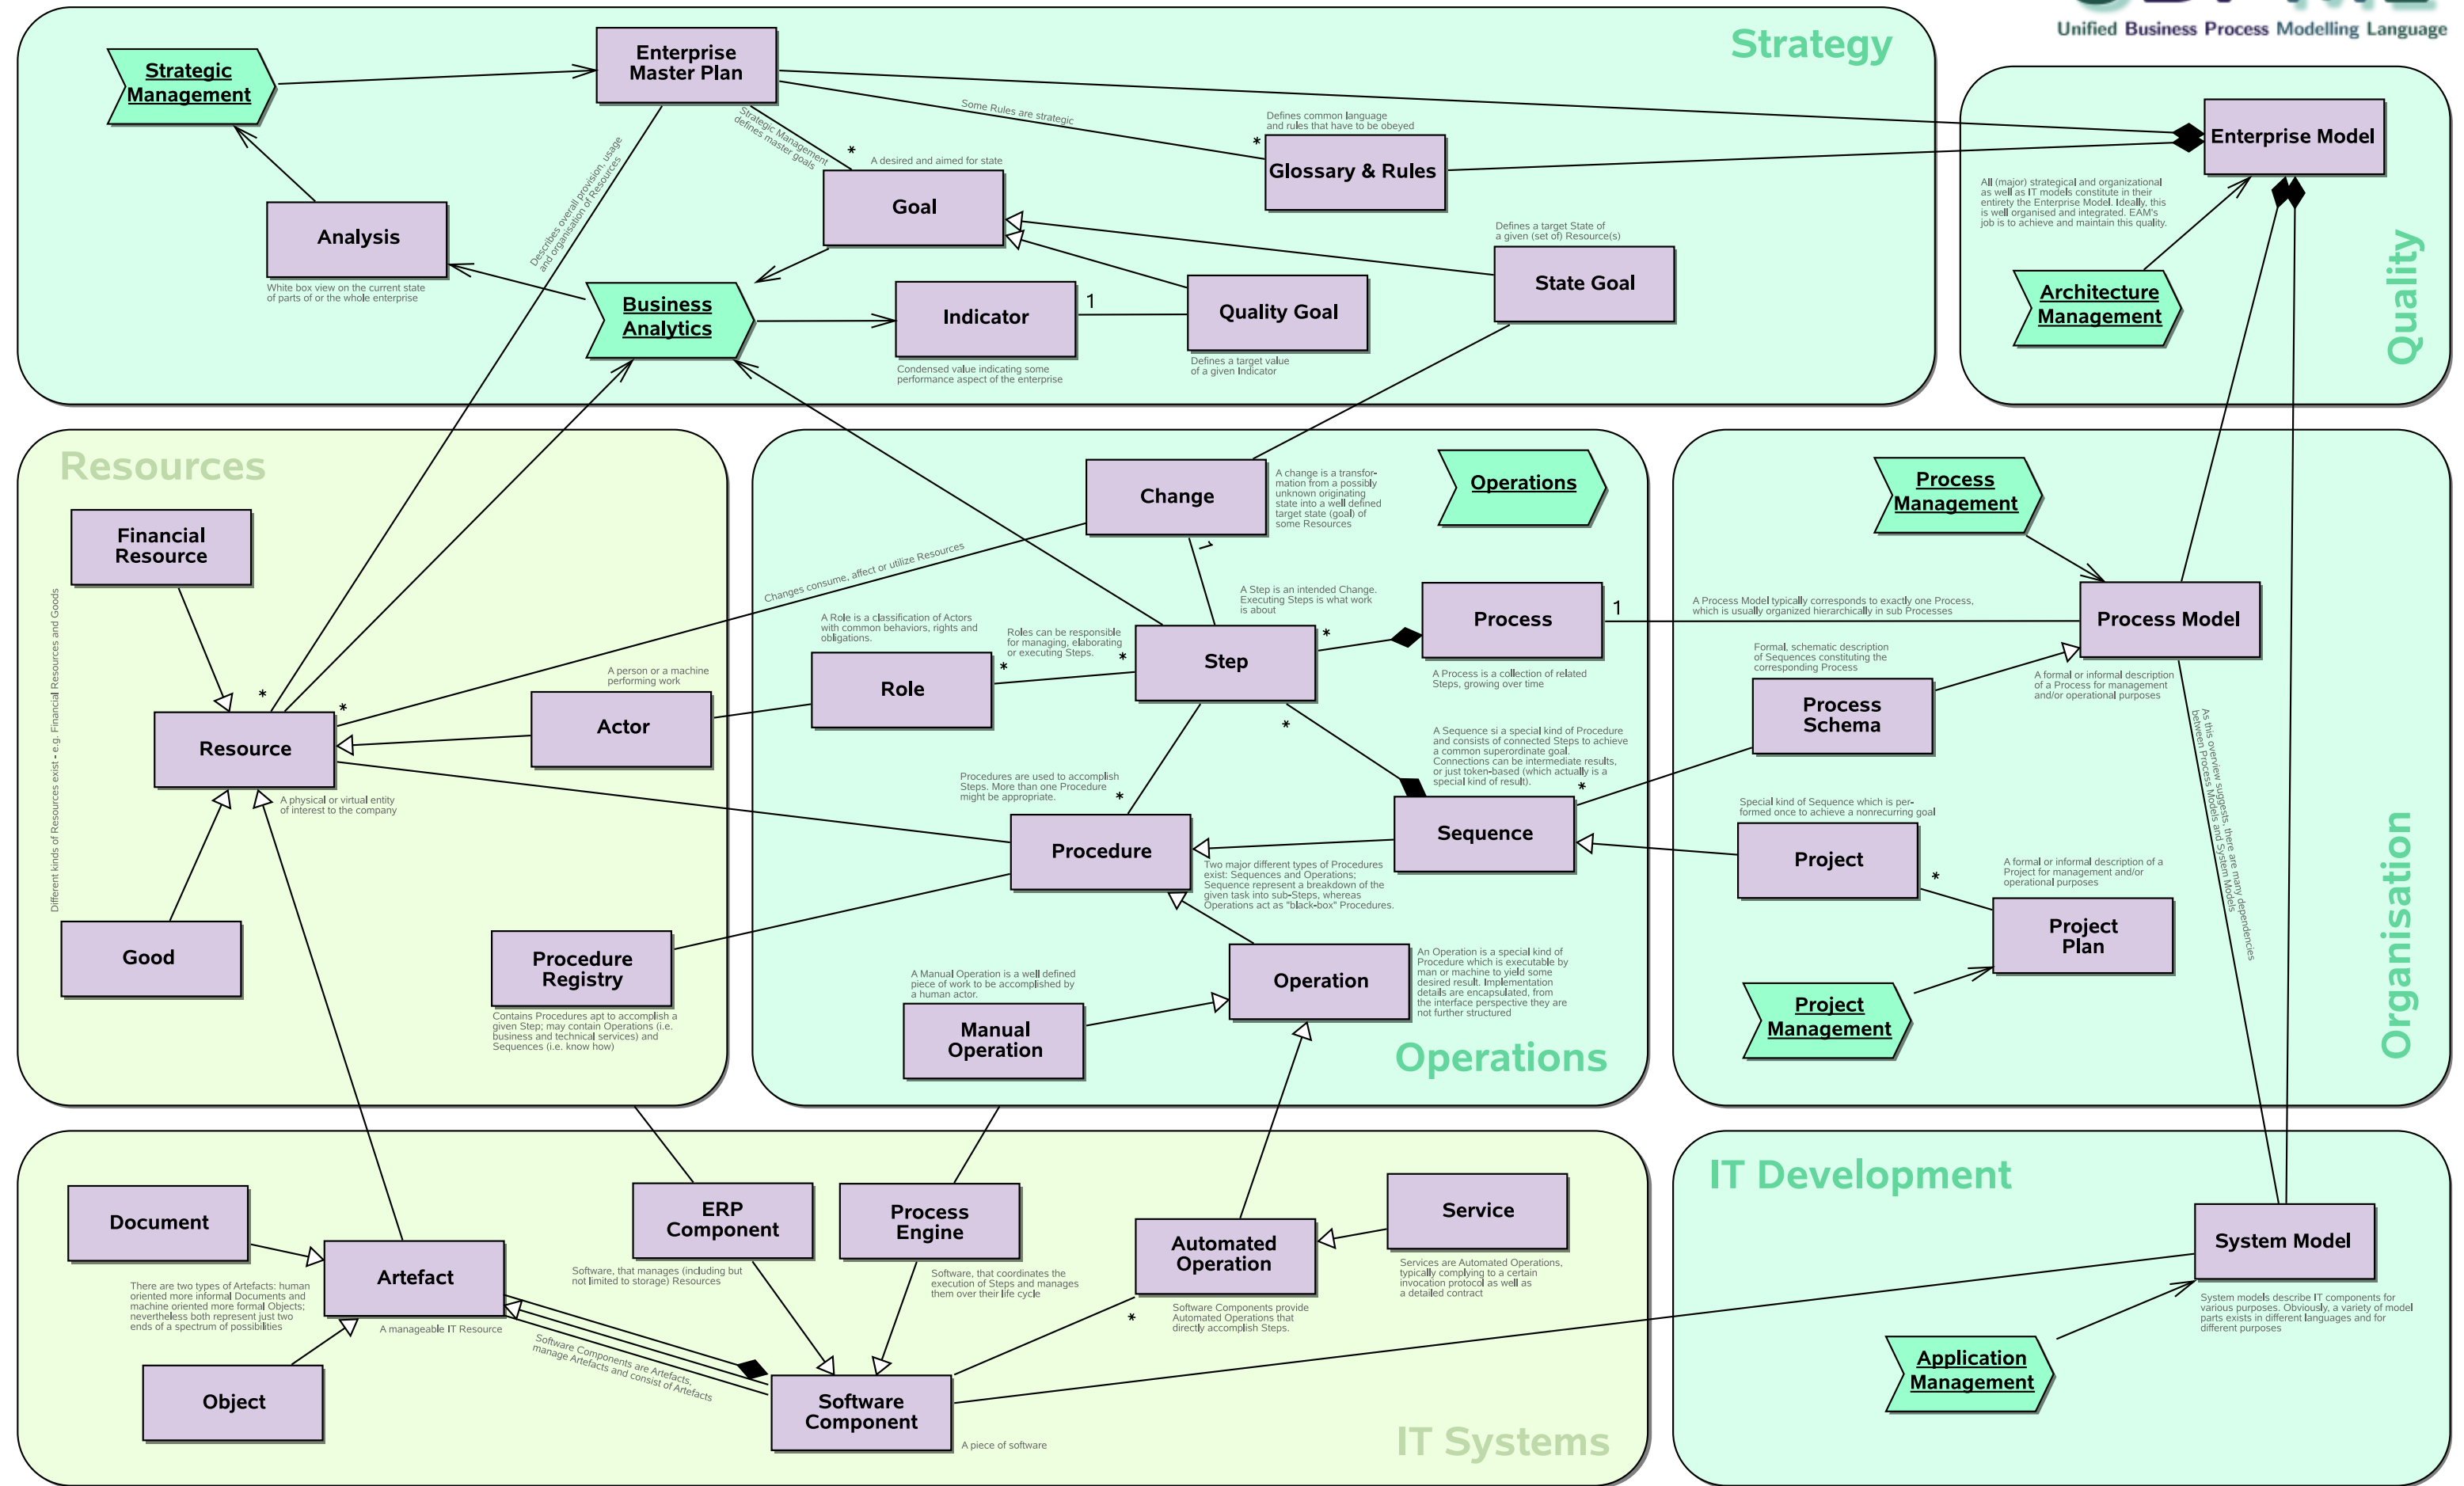 Unified Business Process Modelling Language
Strategy
Strategic
Management
Enterprise
Master Plan
Some Rules are strategic
Strategic Management
defines master goals
*
Describes overall provision, usage
and organisation of Resources
Defines common language
and rules that have to be obeyed
*
Glossary & Rules
A desired and aimed for state
Goal
Analysis
White box view on the current state
of parts of or the whole enterprise
Business
Analytics
Indicator
1
Condensed value indicating some
performance aspect of the enterprise
Quality Goal
Defines a target value
of a given Indicator
Defines a target State of
a given (set of) Resource(s)
State Goal
Quality
Enterprise Model
All (major) strategical and organizational
as well as IT models constitute in their
entirety the Enterprise Model. Ideally, this
is well organised and integrated. EAM's
job is to achieve and maintain this quality.
Architecture
Management
Resources
Financial
Resource
Different kinds of Resources exist - e.g. Financial Resources and Goods
*
*
Resource
A physical or virtual entity
of interest to the company
Good
A person or a machine
performing work
Actor
Procedure
Registry
Contains Procedures apt to accomplish a
given Step; may contain Operations (i.e.
business and technical services) and
Sequences (i.e. know how)
Changes consume, affect or utilize Resources
Change
A change is a transfor-
mation from a possibly
unknown originating
state into a well defined
target state (goal) of
some Resources
1
Operations
A Role is a classification of Actors
with common behaviors, rights and
obligations.
Role
*
Roles can be responsible
for managing, elaborating
or executing Steps.
*
A Step is an intended Change.
Executing Steps is what work
is about
Step
*
*
Process
1
A Process is a collection of related
Steps, growing over time
A Sequence si a special kind of Procedure
and consists of connected Steps to achieve
a common superordinate goal.
Connections can be intermediate results,
or just token-based (which actually is a
special kind of result).
*
Sequence
Procedures are used to accomplish
Steps. More than one Procedure
might be appropriate.
*
Procedure
Two major different types of Procedures
exist: Sequences and Operations;
Sequence represent a breakdown of the
given task into sub-Steps, whereas
Operations act as "black-box" Procedures.
Operation
An Operation is a special kind of
Procedure which is executable by
man or machine to yield some
desired result. Implementation
details are encapsulated, from
the interface perspective they are
not further structured
A Manual Operation is a well defined
piece of work to be accomplished by
a human actor.
Manual
Operation
Operations
Organisation
Process
Management
A Process Model typically corresponds to exactly one Process,
which is usually organized hierarchically in sub Processes
Process Model
A formal or informal description
of a Process for management
and/or operational purposes
Formal, schematic description
of Sequences constituting the
corresponding Process
Process
Schema
As this overview suggests, there are many dependencies
between Process Models and System Models
Special kind of Sequence which is per-
formed once to achieve a nonrecurring goal
Project
*
A formal or informal description of a
Project for management and/or
operational purposes
Project
Plan
Project
Management
Document
There are two types of Artefacts: human
oriented more informal Documents and
machine oriented more formal Objects;
nevertheless both represent just two
ends of a spectrum of possibilities
Artefact
A manageable IT Resource
Object
Software Components are Artefacts,
manage Artefacts and consist of Artefacts
ERP
Component
Software, that manages (including but
not limited to storage) Resources
Process
Engine
Software, that coordinates the
execution of Steps and manages
them over their life cycle
Automated
Operation
*
Software Components provide
Automated Operations that
directly accomplish Steps.
Service
Services are Automated Operations,
typically complying to a certain
invocation protocol as well as
a detailed contract
Software
Component
A piece of software
IT Systems
IT Development
System Model
System models describe IT components for
various purposes. Obviously, a variety of model
parts exists in different languages and for
different purposes
Application
Management